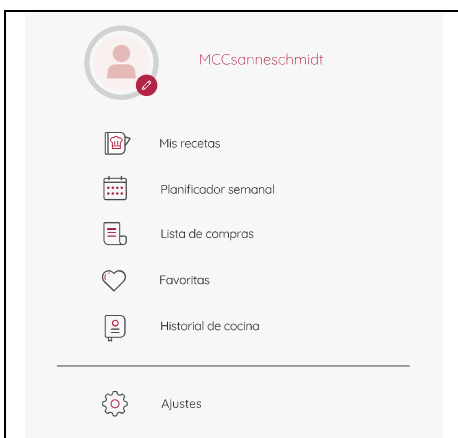 MCCsanneschmidt
Mis recetas
Planificador semanal
Lista de compras
Favoritas
Historial de cocina
Ajustes